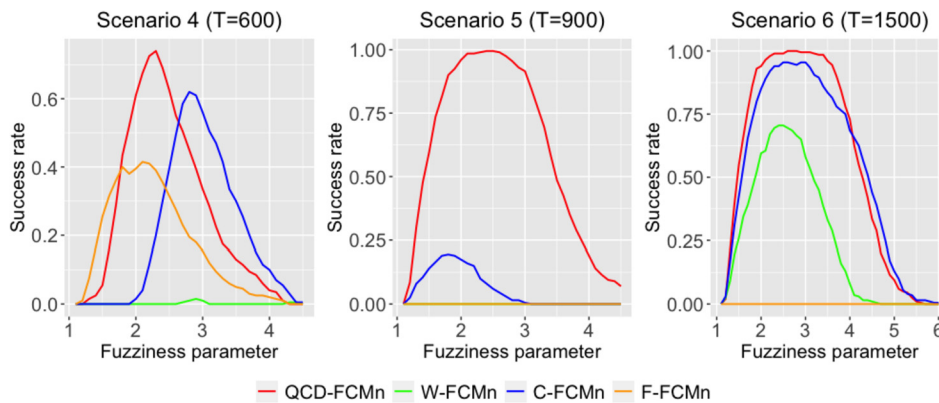 Scenario 4 (T=600)
Scenario 5 (T=900)
Scenario 6 (T=1500)
Success rate
0.6
0.4
0.2
0.0
1 2 3 4
Fuzziness parameter
Success rate
1.00
0.75
0.50
0.25
0.00
1 2 3 4
Fuzziness parameter
Success rate
1.00
0.75
0.50
0.25
0.00
1 2 3 4 5 6
Fuzziness parameter
QCD-FCMn W-FCMn C-FCMn F-FCMn